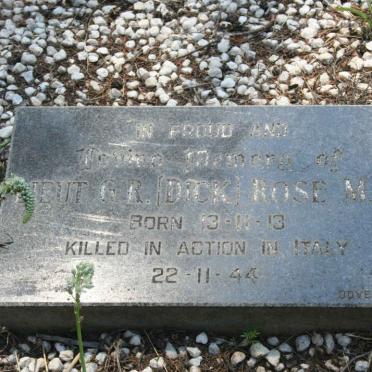 IN PROUD AND
Loving Memory of
LIEUT G.R. [DICK] ROSE M.
BORN 13-11-13
KILLED IN ACTION IN ITALY
22-11-44
DOVE